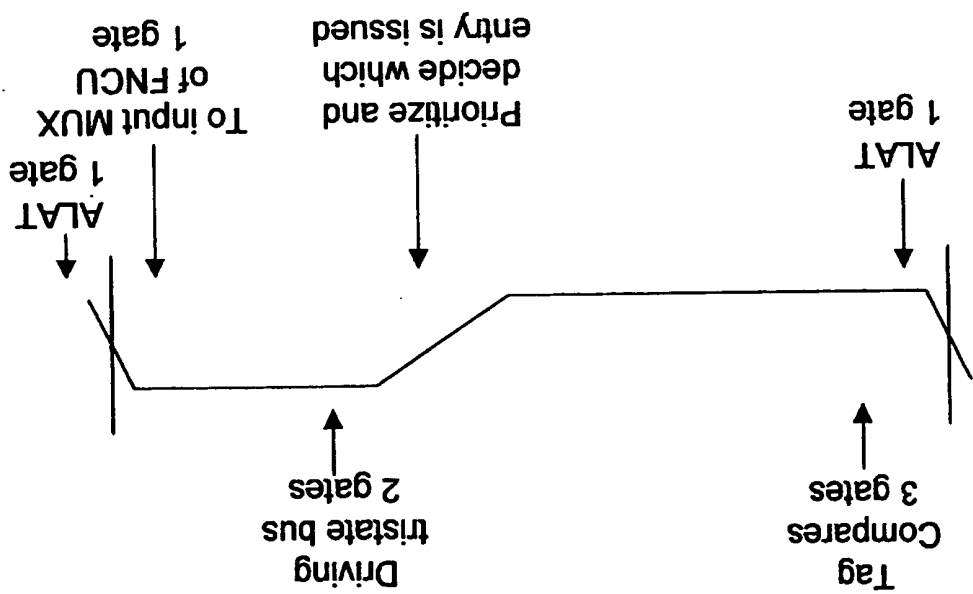 Tag
Compares
3 gates
Driving
tristate bus
2 gates
ALAT
1 gate
Prioritize and
decide which
entry is issued
To input MUX
of FNCU
1 gate
ALAT
1 gate